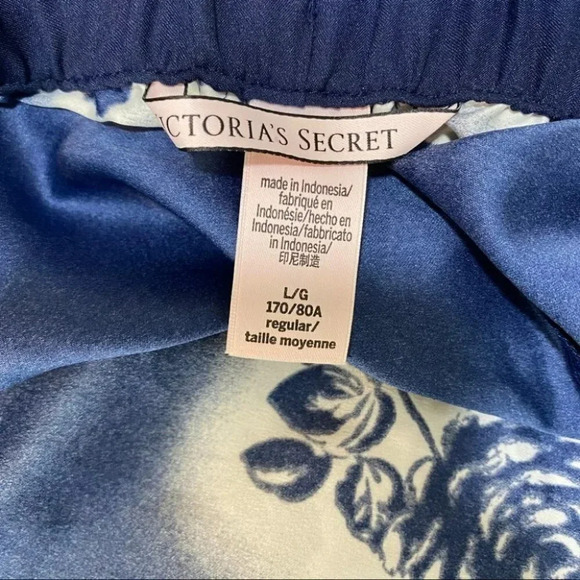 VICTORIA'S SECRET
made in Indonesia/
fabriqué en
Indonésie/hecho en
Indonesia/fabbricato
in Indonesia/
印尼制造
L/G
170/80A
regular/
taille moyenne